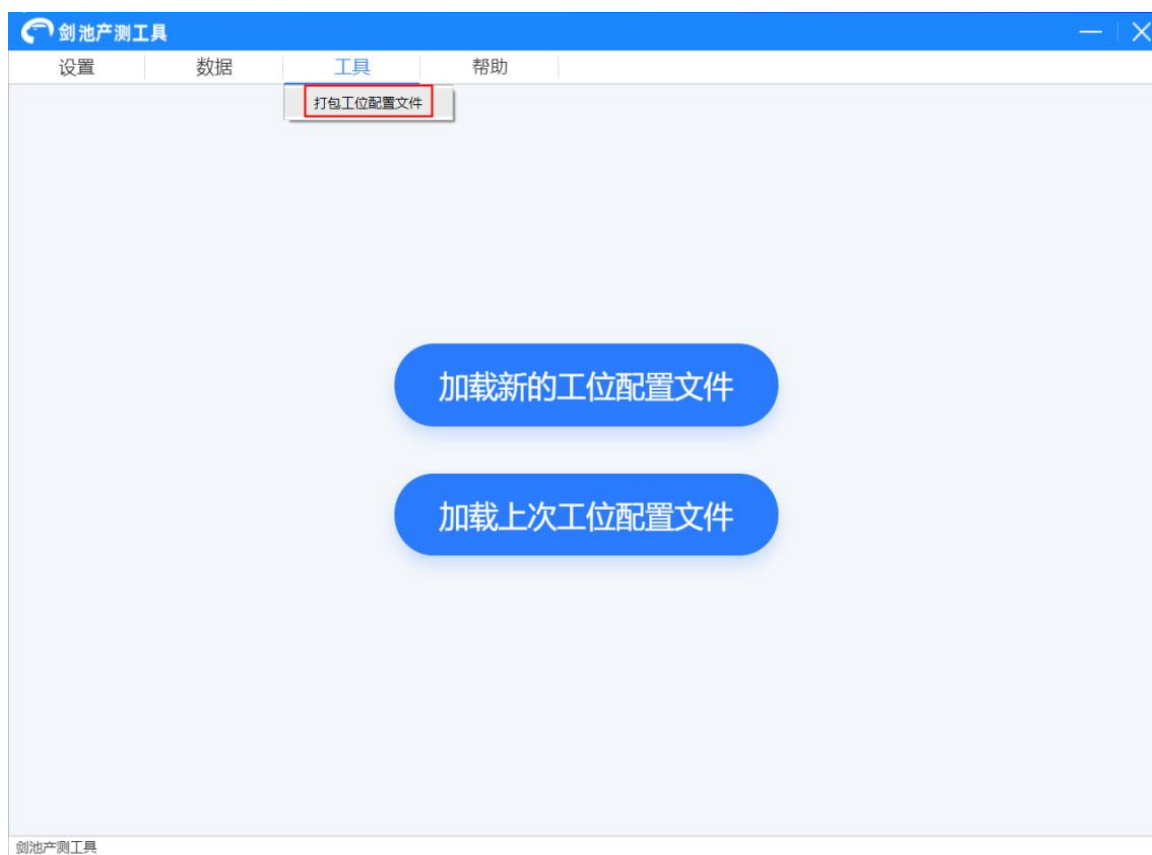 剑池产测工具
设置 数据 工具 帮助
打包工位配置文件
加载新的工位配置文件
加载上次工位配置文件
剑池产测工具